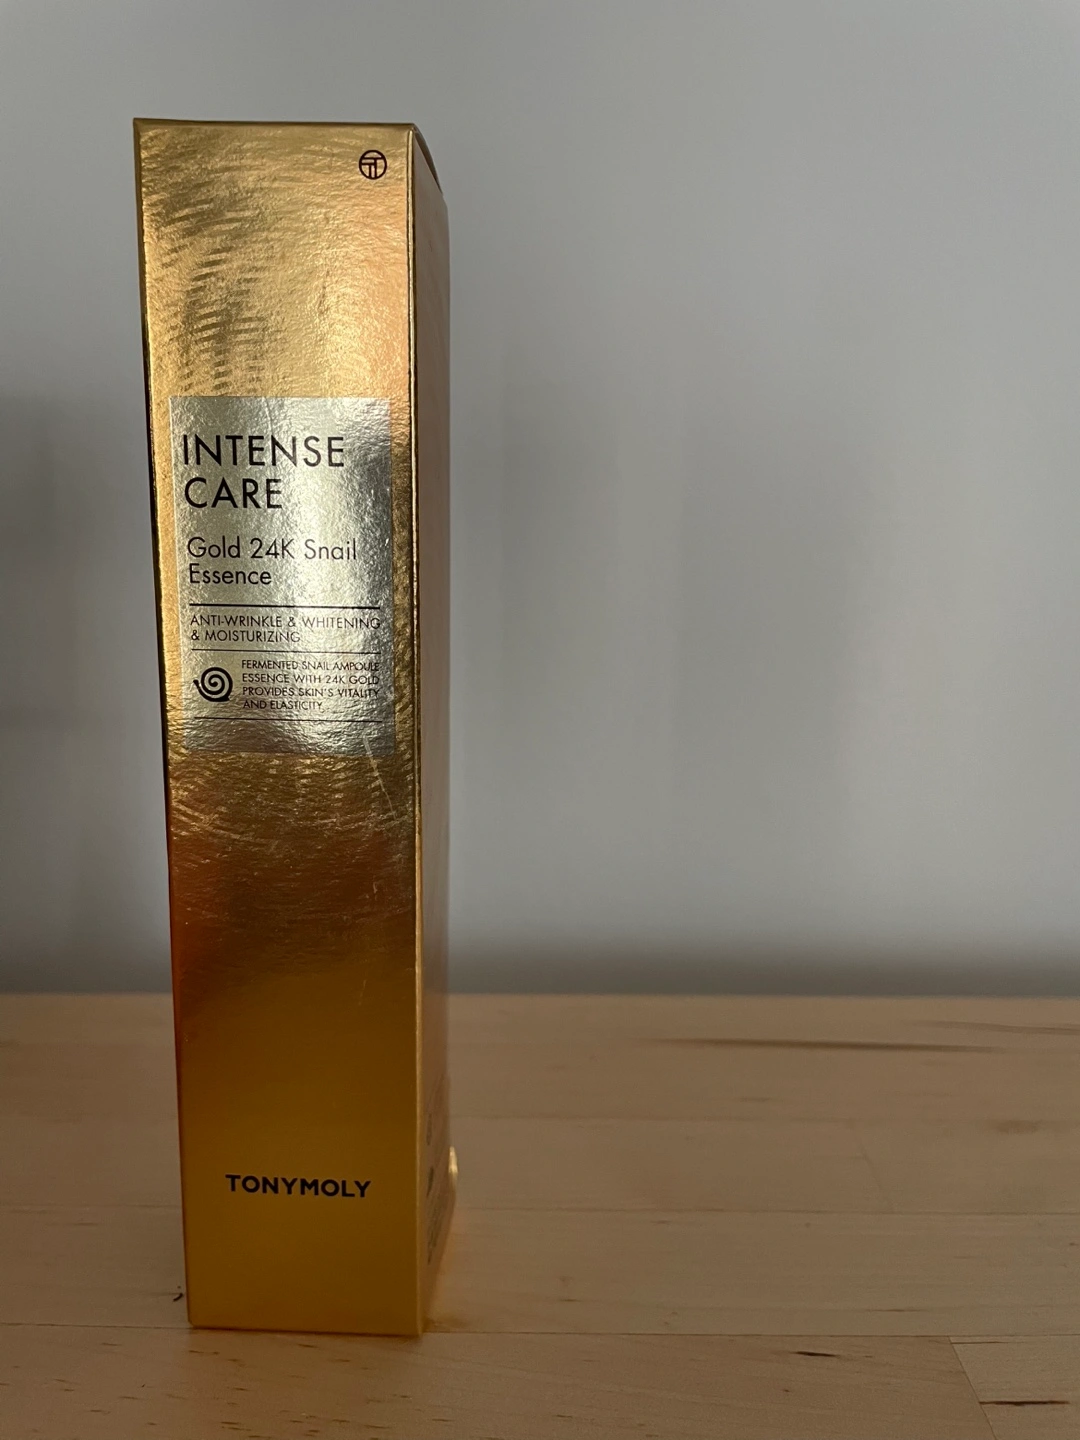 INTENSE
CARE
Gold 24K Snail
Essence
ANTI-WRINKLE & WHITENING
& MOISTURIZING
FERMENTED SNAIL AMPOULE
ESSENCE WITH 24K GOLD
PROVIDES SKIN'S VITALITY
AND ELASTICITY.
TONYMOLY